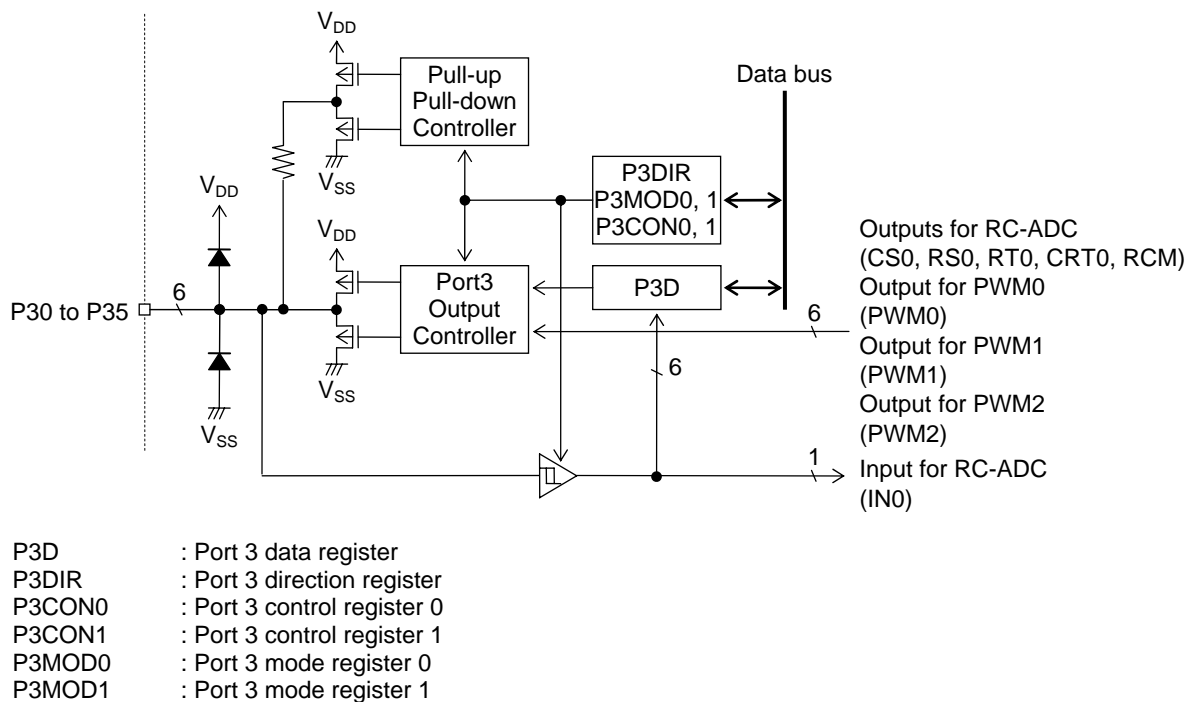 VDD
Pull-up
Pull-down
Controller
VSS
Data bus
P3DIR
P3MOD0, 1
P3CON0, 1
VDD
VDD
Port3
Output
Controller
P3D
6
P30 to P35
VSS
VSS
6
6
Outputs for RC-ADC
(CS0, RS0, RT0, CRT0, RCM)
Output for PWM0
(PWM0)
Output for PWM1
(PWM1)
Output for PWM2
(PWM2)
1
Input for RC-ADC
(IN0)
P3D : Port 3 data register
P3DIR : Port 3 direction register
P3CON0 : Port 3 control register 0
P3CON1 : Port 3 control register 1
P3MOD0 : Port 3 mode register 0
P3MOD1 : Port 3 mode register 1